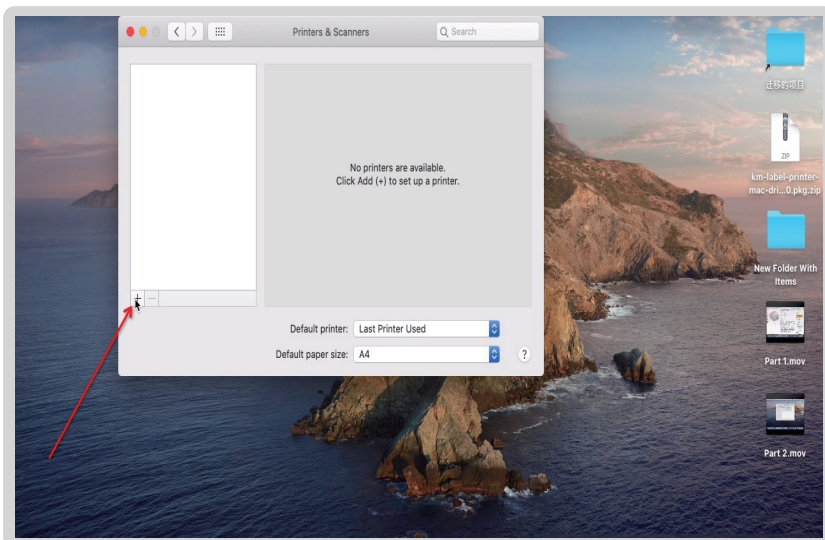 Printers & Scanners
Search
No printers are available.
Click Add (+) to set up a printer.
Default printer:
Last Printer Used
Default paper size:
A4
?
迁移的项目
ZIP
km-label-printer-
mac-dri...0.pkg.zip
New Folder With
Items
Part 1.mov
Part 2.mov